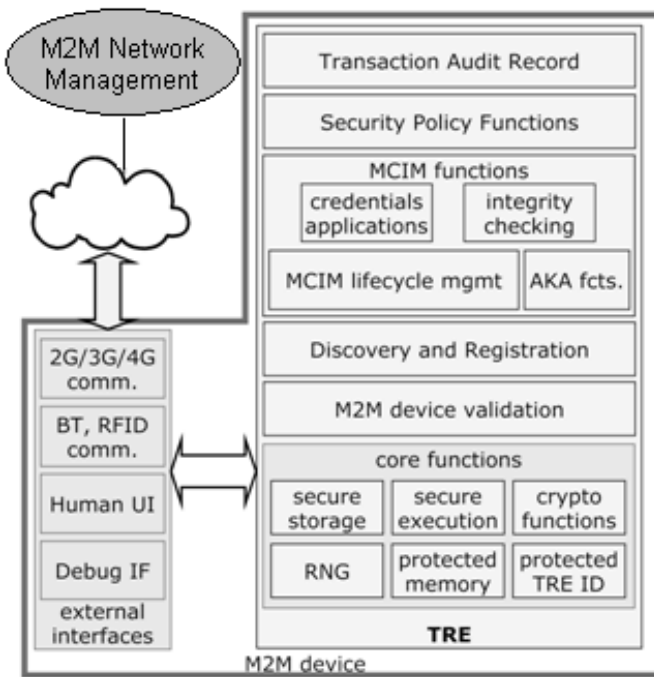 M2M Network
Management
Transaction Audit Record
Security Policy Functions
MCIM functions
credentials
applications
integrity
checking
MCIM lifecycle mgmt
AKA fcts.
Discovery and Registration
M2M device validation
core functions
secure
storage
secure
execution
crypto
functions
RNG
protected
memory
protected
TRE ID
TRE
2G/3G/4G
comm.
BT, RFID
comm.
Human UI
Debug IF
external
interfaces
M2M device